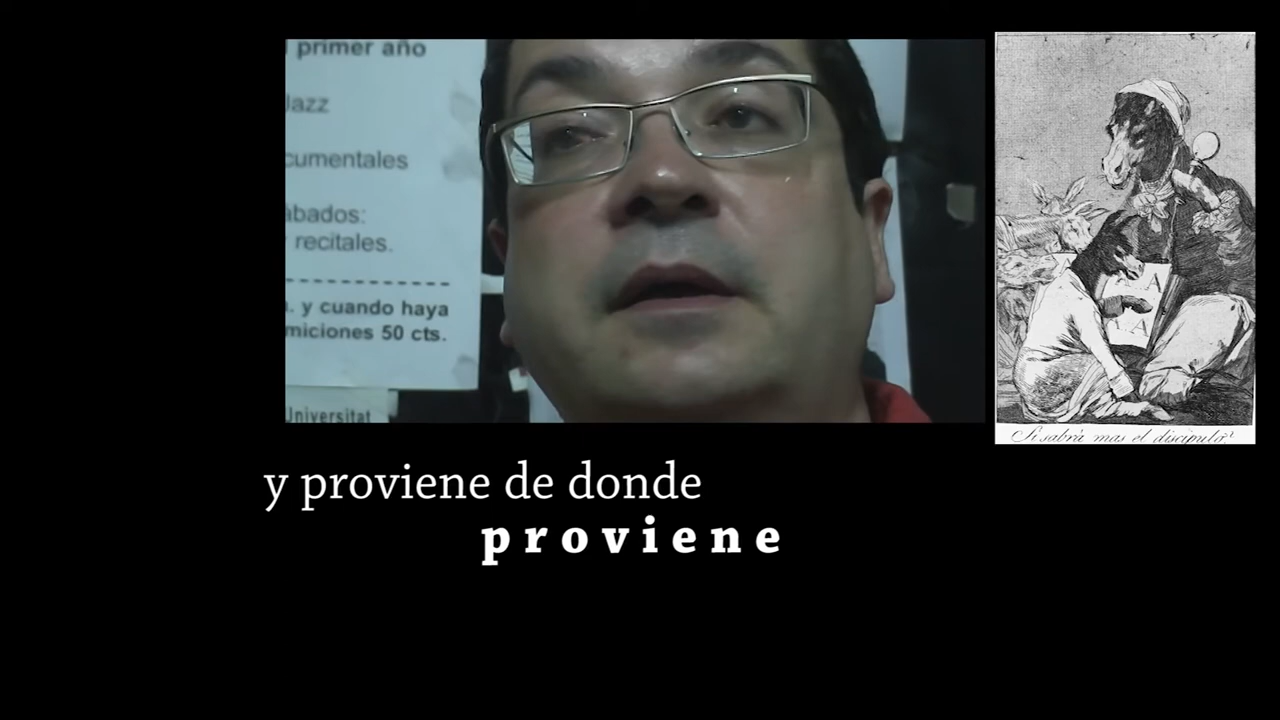 primer año
Jazz
cumentales
ábados:
recitales.
. y cuando haya
miciones 50 cts.
Universitat
Si sabrá mas el discipulo?
A
A
y proviene de donde
proviene